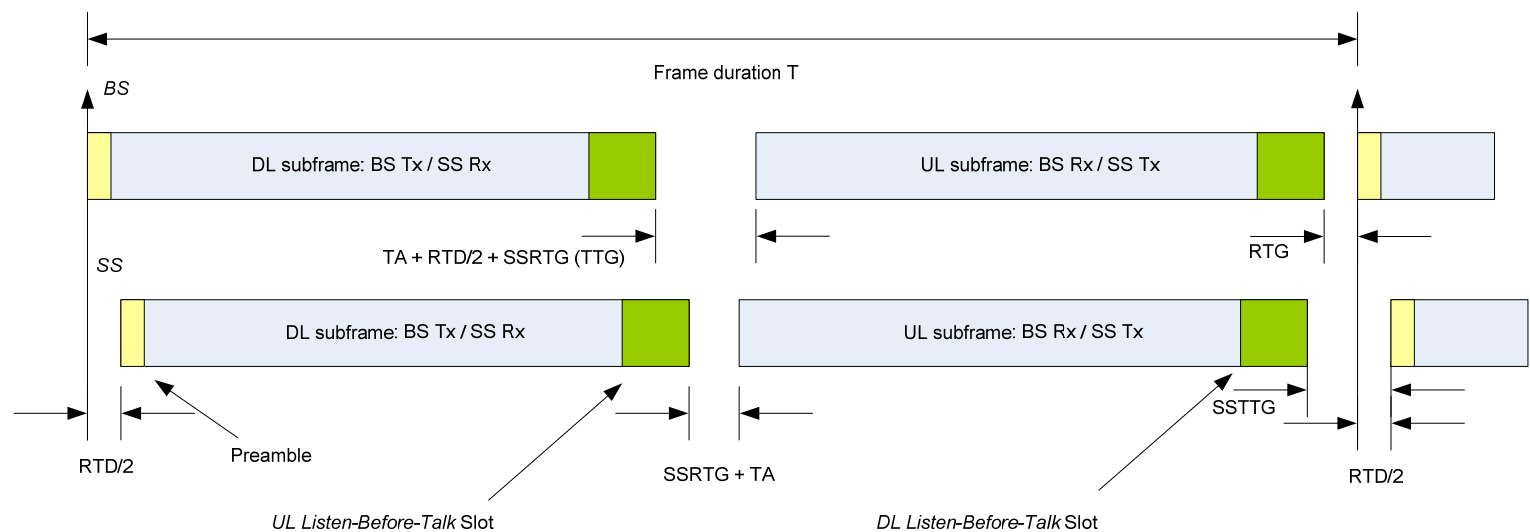 Frame duration T
BS
DL subframe: BS Tx / SS Rx
UL subframe: BS Rx / SS Tx
TA + RTD/2 + SSRTG (TTG)
RTG
SS
DL subframe: BS Tx / SS Rx
UL subframe: BS Rx / SS Tx
SSTTG
Preamble
RTD/2
SSRTG + TA
RTD/2
UL Listen-Before-Talk Slot
DL Listen-Before-Talk Slot